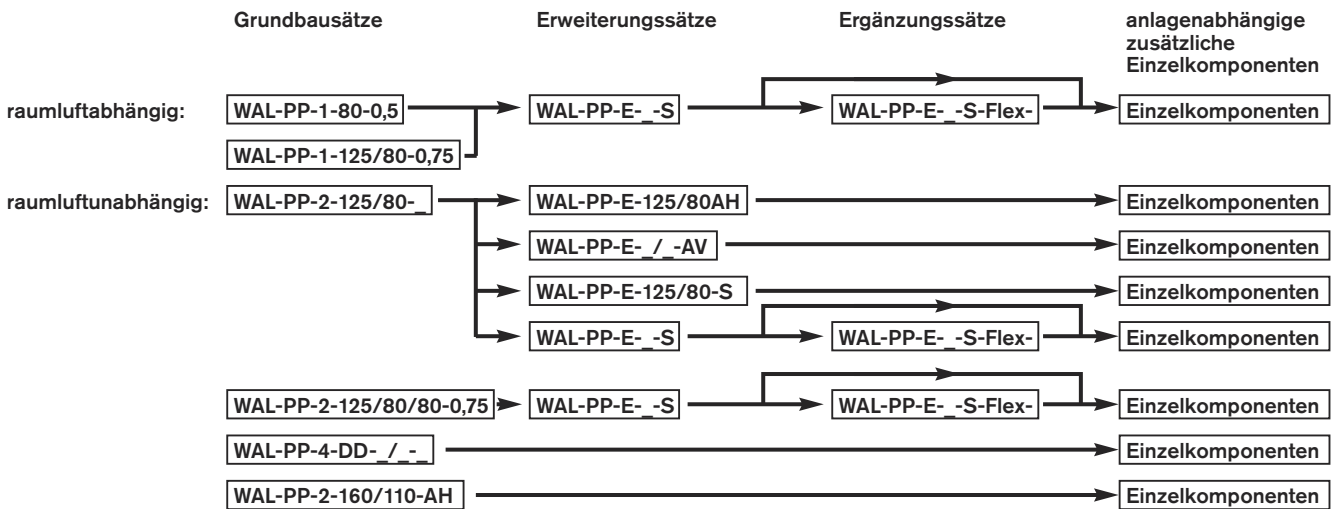 Grundbausätze Erweiterungssätze Ergänzungssätze anlagenabhängige
zusätzliche
Einzelkomponenten
raumluftabhängig: WAL-PP-1-80-0,5 WAL-PP-E-_-S WAL-PP-E-_-S-Flex- Einzelkomponenten
WAL-PP-1-125/80-0,75
raumluftunabhängig: WAL-PP-2-125/80-_ WAL-PP-E-125/80AH Einzelkomponenten
WAL-PP-E-_/_-AV Einzelkomponenten
WAL-PP-E-125/80-S Einzelkomponenten
WAL-PP-E-_-S WAL-PP-E-_-S-Flex- Einzelkomponenten
WAL-PP-2-125/80/80-0,75 WAL-PP-E-_-S WAL-PP-E-_-S-Flex- Einzelkomponenten
WAL-PP-4-DD-_/_-_ Einzelkomponenten
WAL-PP-2-160/110-AH Einzelkomponenten